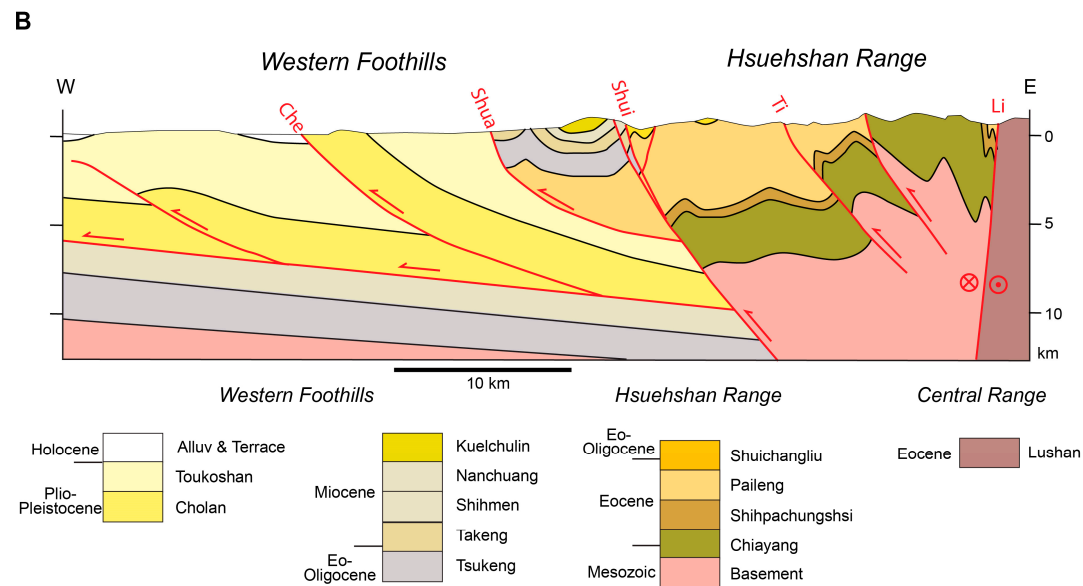 B
Western Foothills
Hsuehshan Range
W
E
Che
Shua
Shui
Ti
Li
0
5
10
km
10 km
Western Foothills
Hsuehshan Range
Central Range
Holocene
Alluv & Terrace
Toukoshan
Plio-
Pleistocene
Cholan
Kuelchulin
Nanchuang
Miocene
Shihmen
Takeng
Eo-
Oligocene
Tsukeng
Eo-
Oligocene
Shuichangliu
Paileng
Eocene
Shihpachungshsi
Chiayang
Mesozoic
Basement
Eocene
Lushan